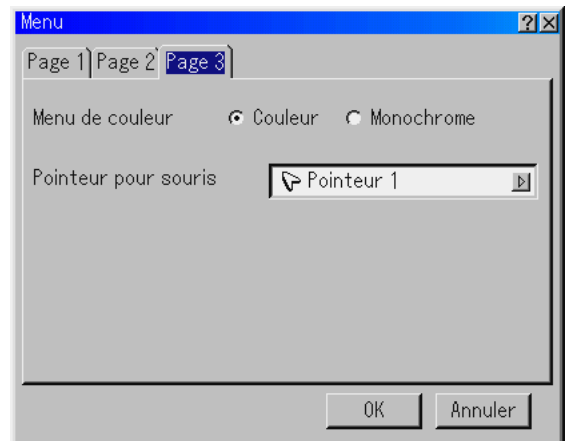 Menu
Page 1 Page 2 Page 3
Menu de couleur Couleur Monochrome
Pointeur pour souris Pointeur 1
OK Annuler